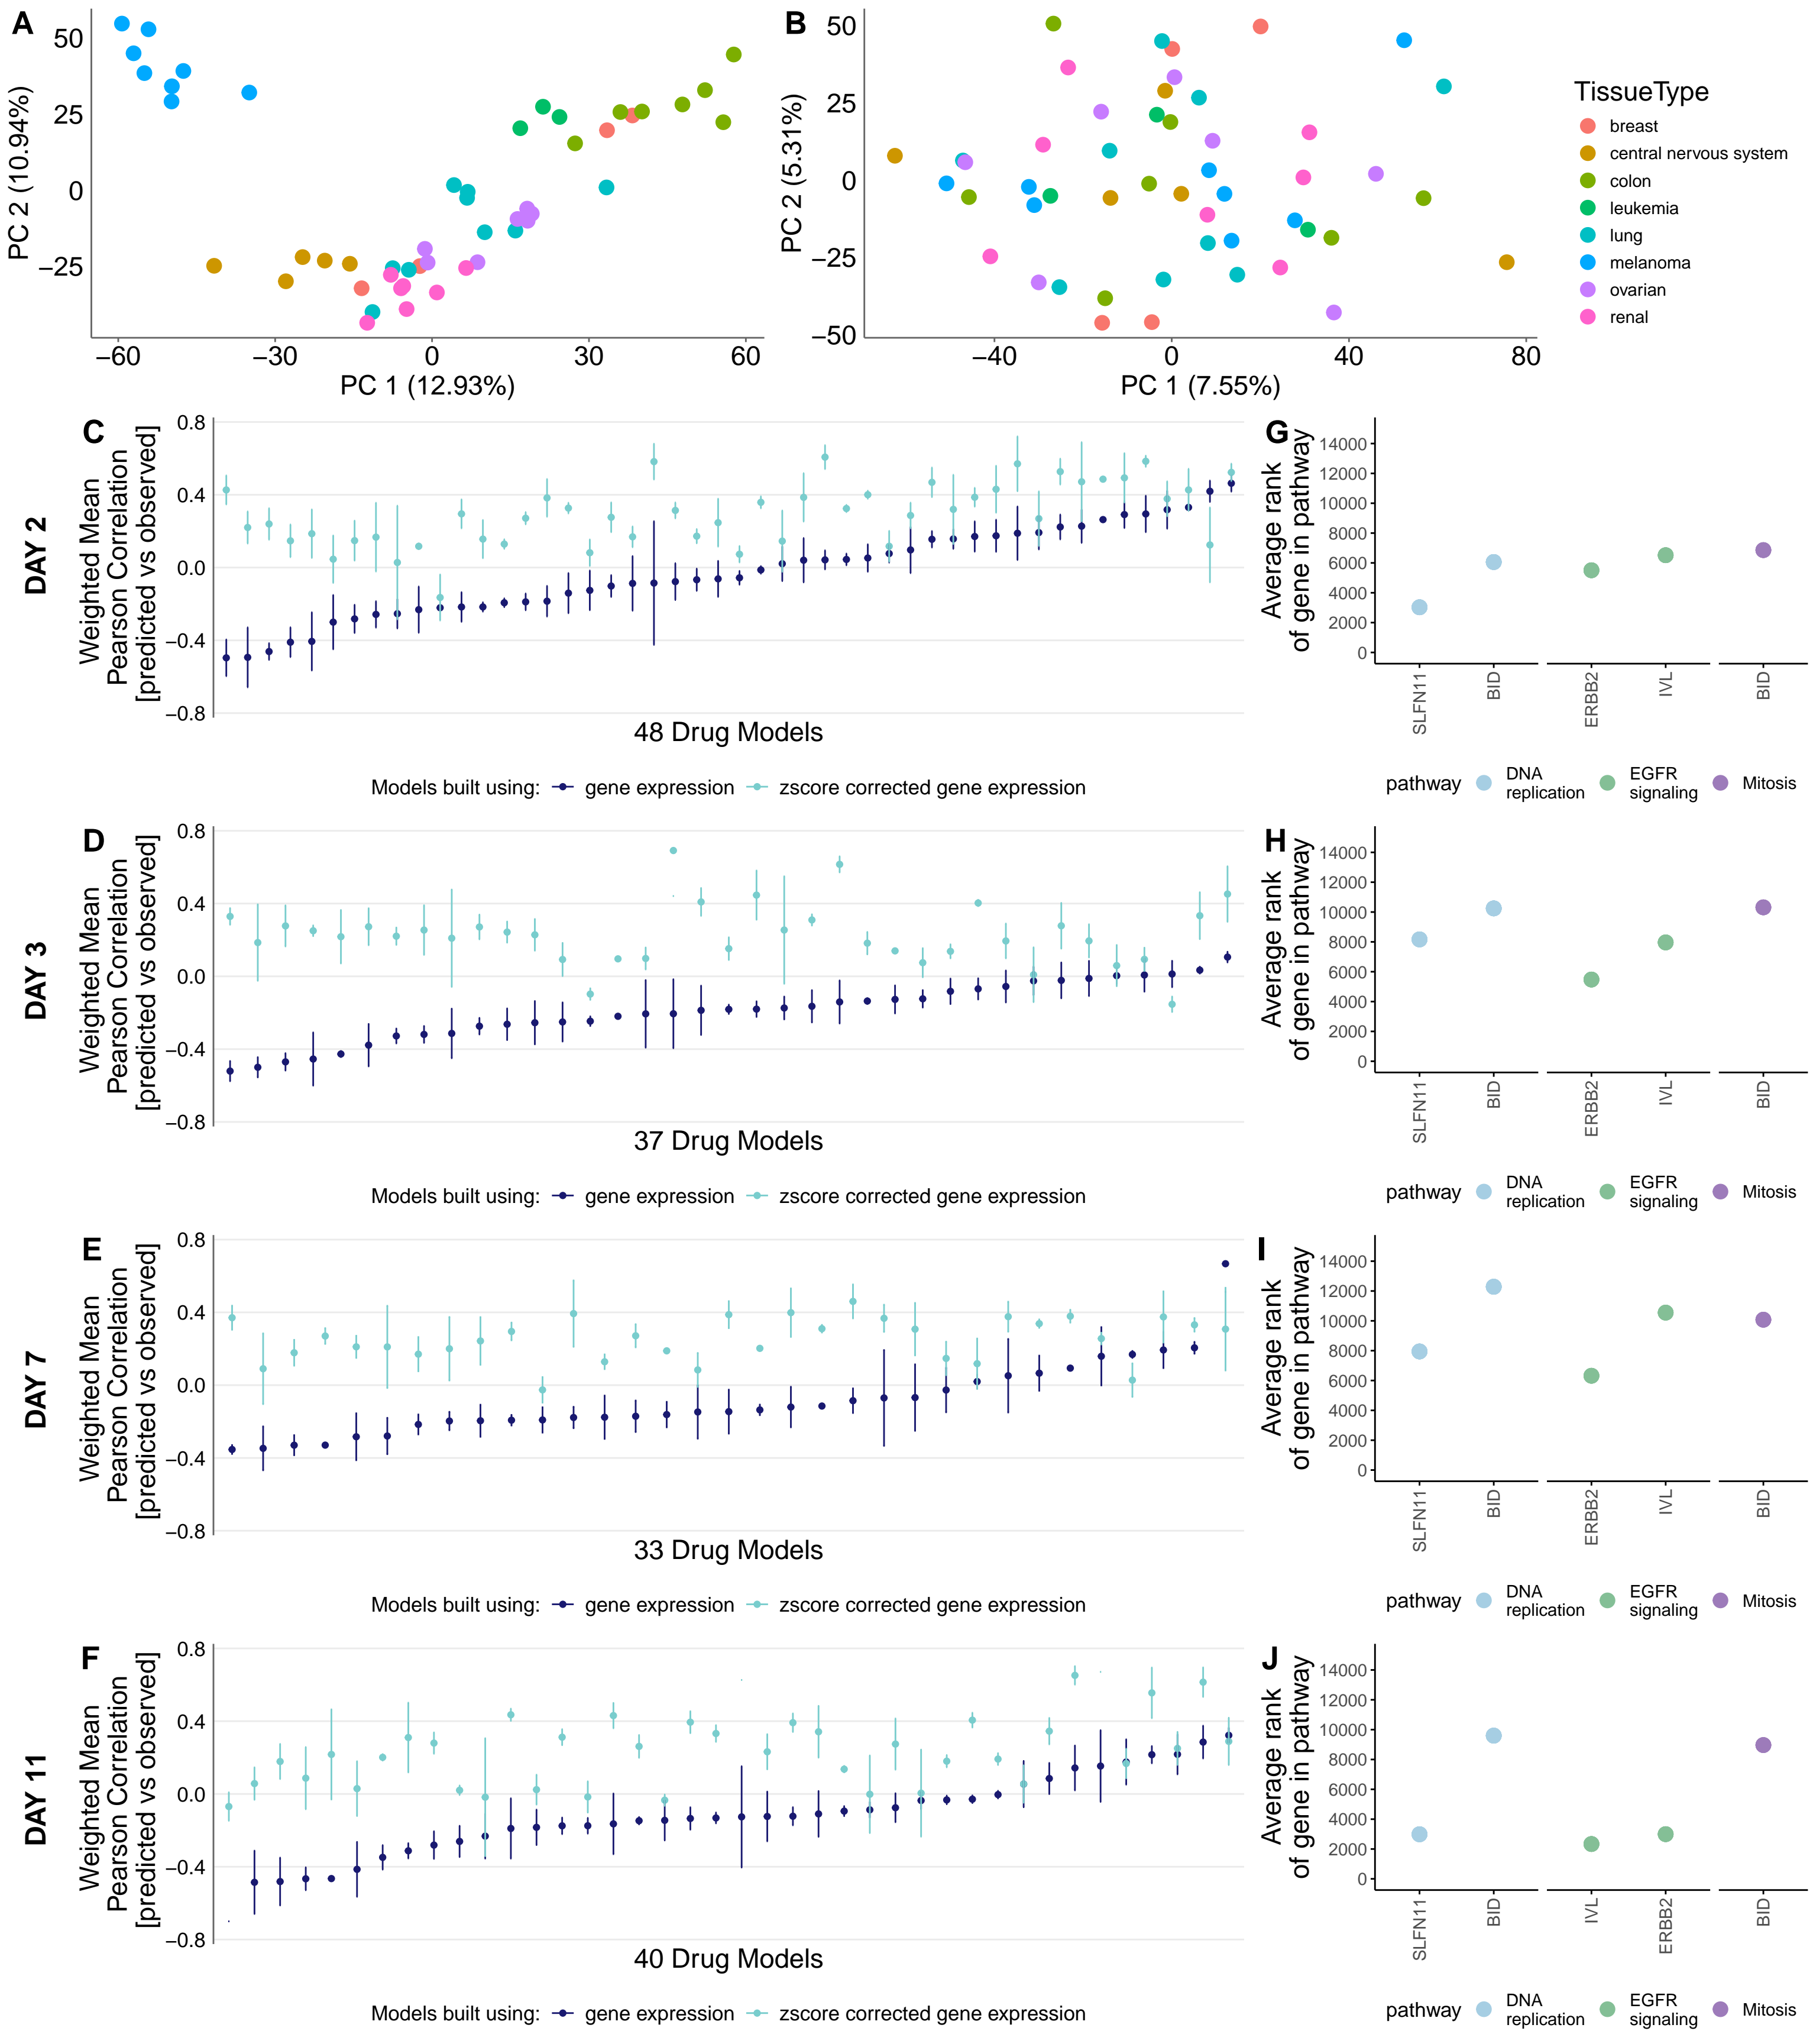 A
50
25
0
−25
PC 2 (10.94%)
−60
−30
0
30
60
PC 1 (12.93%)
B
50
25
0
−25
−50
PC 2 (5.31%)
−40
0
40
80
PC 1 (7.55%)
TissueType
breast
central nervous system
colon
leukemia
lung
melanoma
ovarian
renal
DAY 2
C
Weighted Mean
Pearson Correlation
[predicted vs observed]
0.8
0.4
0.0
−0.4
−0.8
48 Drug Models
Models built using: gene expression zscore corrected gene expression
G
Average rank
of gene in pathway
14000
12000
10000
8000
6000
4000
2000
0
SLFN11
BID
ERBB2
IVL
BID
pathway DNA replication EGFR signaling Mitosis
DAY 3
D
Weighted Mean
Pearson Correlation
[predicted vs observed]
0.8
0.4
0.0
−0.4
−0.8
37 Drug Models
Models built using: gene expression zscore corrected gene expression
H
Average rank
of gene in pathway
14000
12000
10000
8000
6000
4000
2000
0
SLFN11
BID
ERBB2
IVL
BID
pathway DNA replication EGFR signaling Mitosis
DAY 7
E
Weighted Mean
Pearson Correlation
[predicted vs observed]
0.8
0.4
0.0
−0.4
−0.8
33 Drug Models
Models built using: gene expression zscore corrected gene expression
I
Average rank
of gene in pathway
14000
12000
10000
8000
6000
4000
2000
0
SLFN11
BID
ERBB2
IVL
BID
pathway DNA replication EGFR signaling Mitosis
DAY 11
F
Weighted Mean
Pearson Correlation
[predicted vs observed]
0.8
0.4
0.0
−0.4
−0.8
40 Drug Models
Models built using: gene expression zscore corrected gene expression
J
Average rank
of gene in pathway
14000
12000
10000
8000
6000
4000
2000
0
SLFN11
BID
IVL
ERBB2
BID
pathway DNA replication EGFR signaling Mitosis